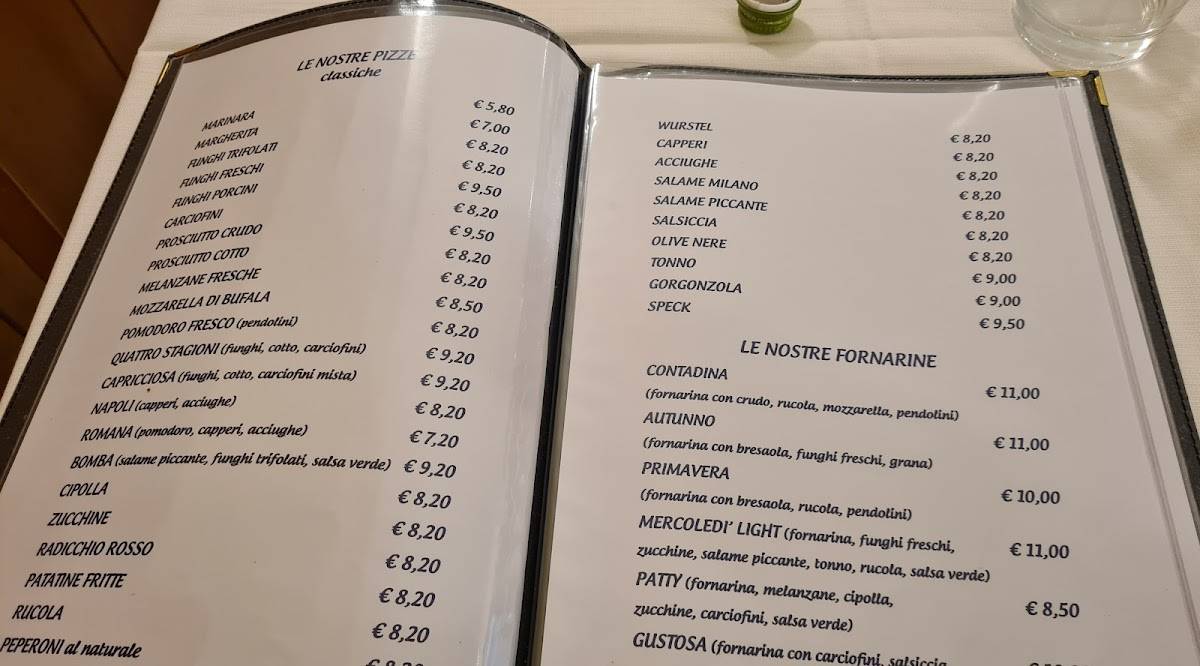 LE NOSTRE PIZZE
classiche
MARINARA € 5,80
MARGHERITA € 7,00
FUNGHI TRIFOLATI € 8,20
FUNGHI FRESCHI € 8,20
FUNGHI PORCINI € 9,50
CARCIOFINI € 8,20
PROSCIUTTO CRUDO € 9,50
PROSCIUTTO COTTO € 8,20
MELANZANE FRESCHE € 8,20
MOZZARELLA DI BUFALA € 8,50
POMODORO FRESCO (pendolini) € 8,20
QUATTRO STAGIONI (funghi, cotto, carciofini) € 9,20
CAPRICCIOSA (funghi, cotto, carciofini mista) € 9,20
NAPOLI (capperi, acciughe) € 8,20
ROMANA (pomodoro, capperi, acciughe) € 7,20
BOMBA (salame piccante, funghi trifolati, salsa verde) € 9,20
CIPOLLA € 8,20
ZUCCHINE € 8,20
RADICCHIO ROSSO € 8,20
PATATINE FRITTE € 8,20
RUCOLA € 8,20
PEPERONI al naturale € 8,20
WURSTEL € 8,20
CAPPERI € 8,20
ACCIUGHE € 8,20
SALAME MILANO € 8,20
SALAME PICCANTE € 8,20
SALSICCIA € 8,20
OLIVE NERE € 8,20
TONNO € 9,00
GORGONZOLA € 9,00
SPECK € 9,50
LE NOSTRE FORNARINE
CONTADINA € 11,00
(fornarina con crudo, rucola, mozzarella, pendolini)
AUTUNNO € 11,00
(fornarina con bresaola, funghi freschi, grana)
PRIMAVERA € 10,00
(fornarina con bresaola, rucola, pendolini)
MERCOLEDI' LIGHT (fornarina, funghi freschi, € 11,00
zucchine, salame piccante, tonno, rucola, salsa verde)
PATTY (fornarina, melanzane, cipolla, € 8,50
zucchine, carciofini, salsa verde)
GUSTOSA (fornarina con carciofini, salsiccia